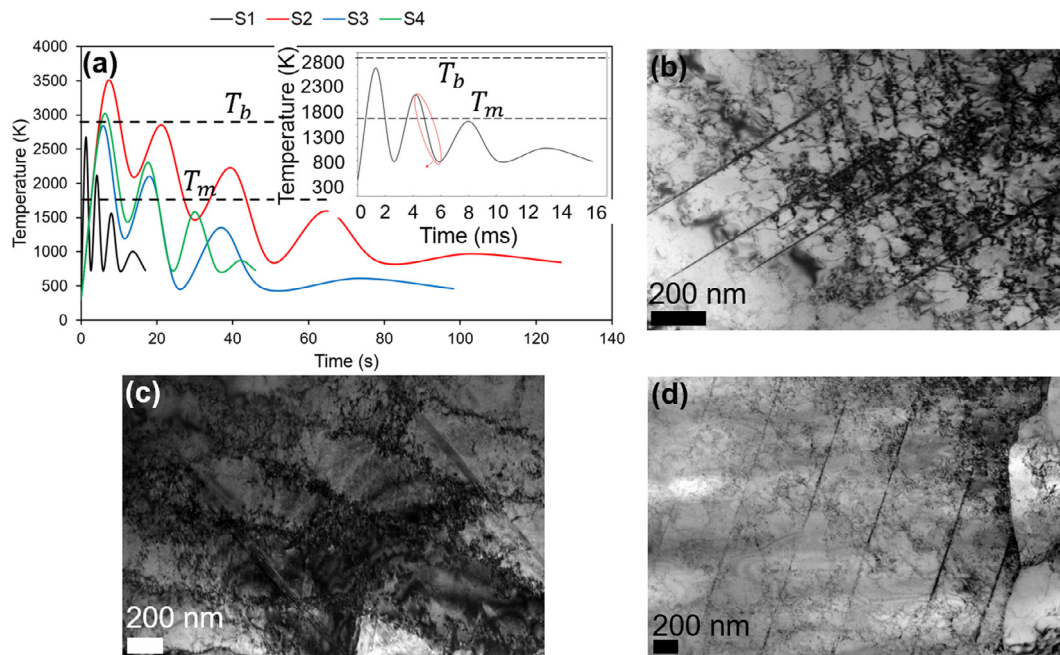 S1 S2 S3 S4
(a)
Temperature (K)
4000
3500
3000
2500
2000
1500
1000
500
0
0 20 40 60 80 100 120 140
Time (s)
T_b
T_m
Temperature (K)
2800
2300
1800
1300
800
300
0 2 4 6 8 10 12 14 16
Time (ms)
T_b
T_m
(b)
200 nm
(c)
200 nm
(d)
200 nm